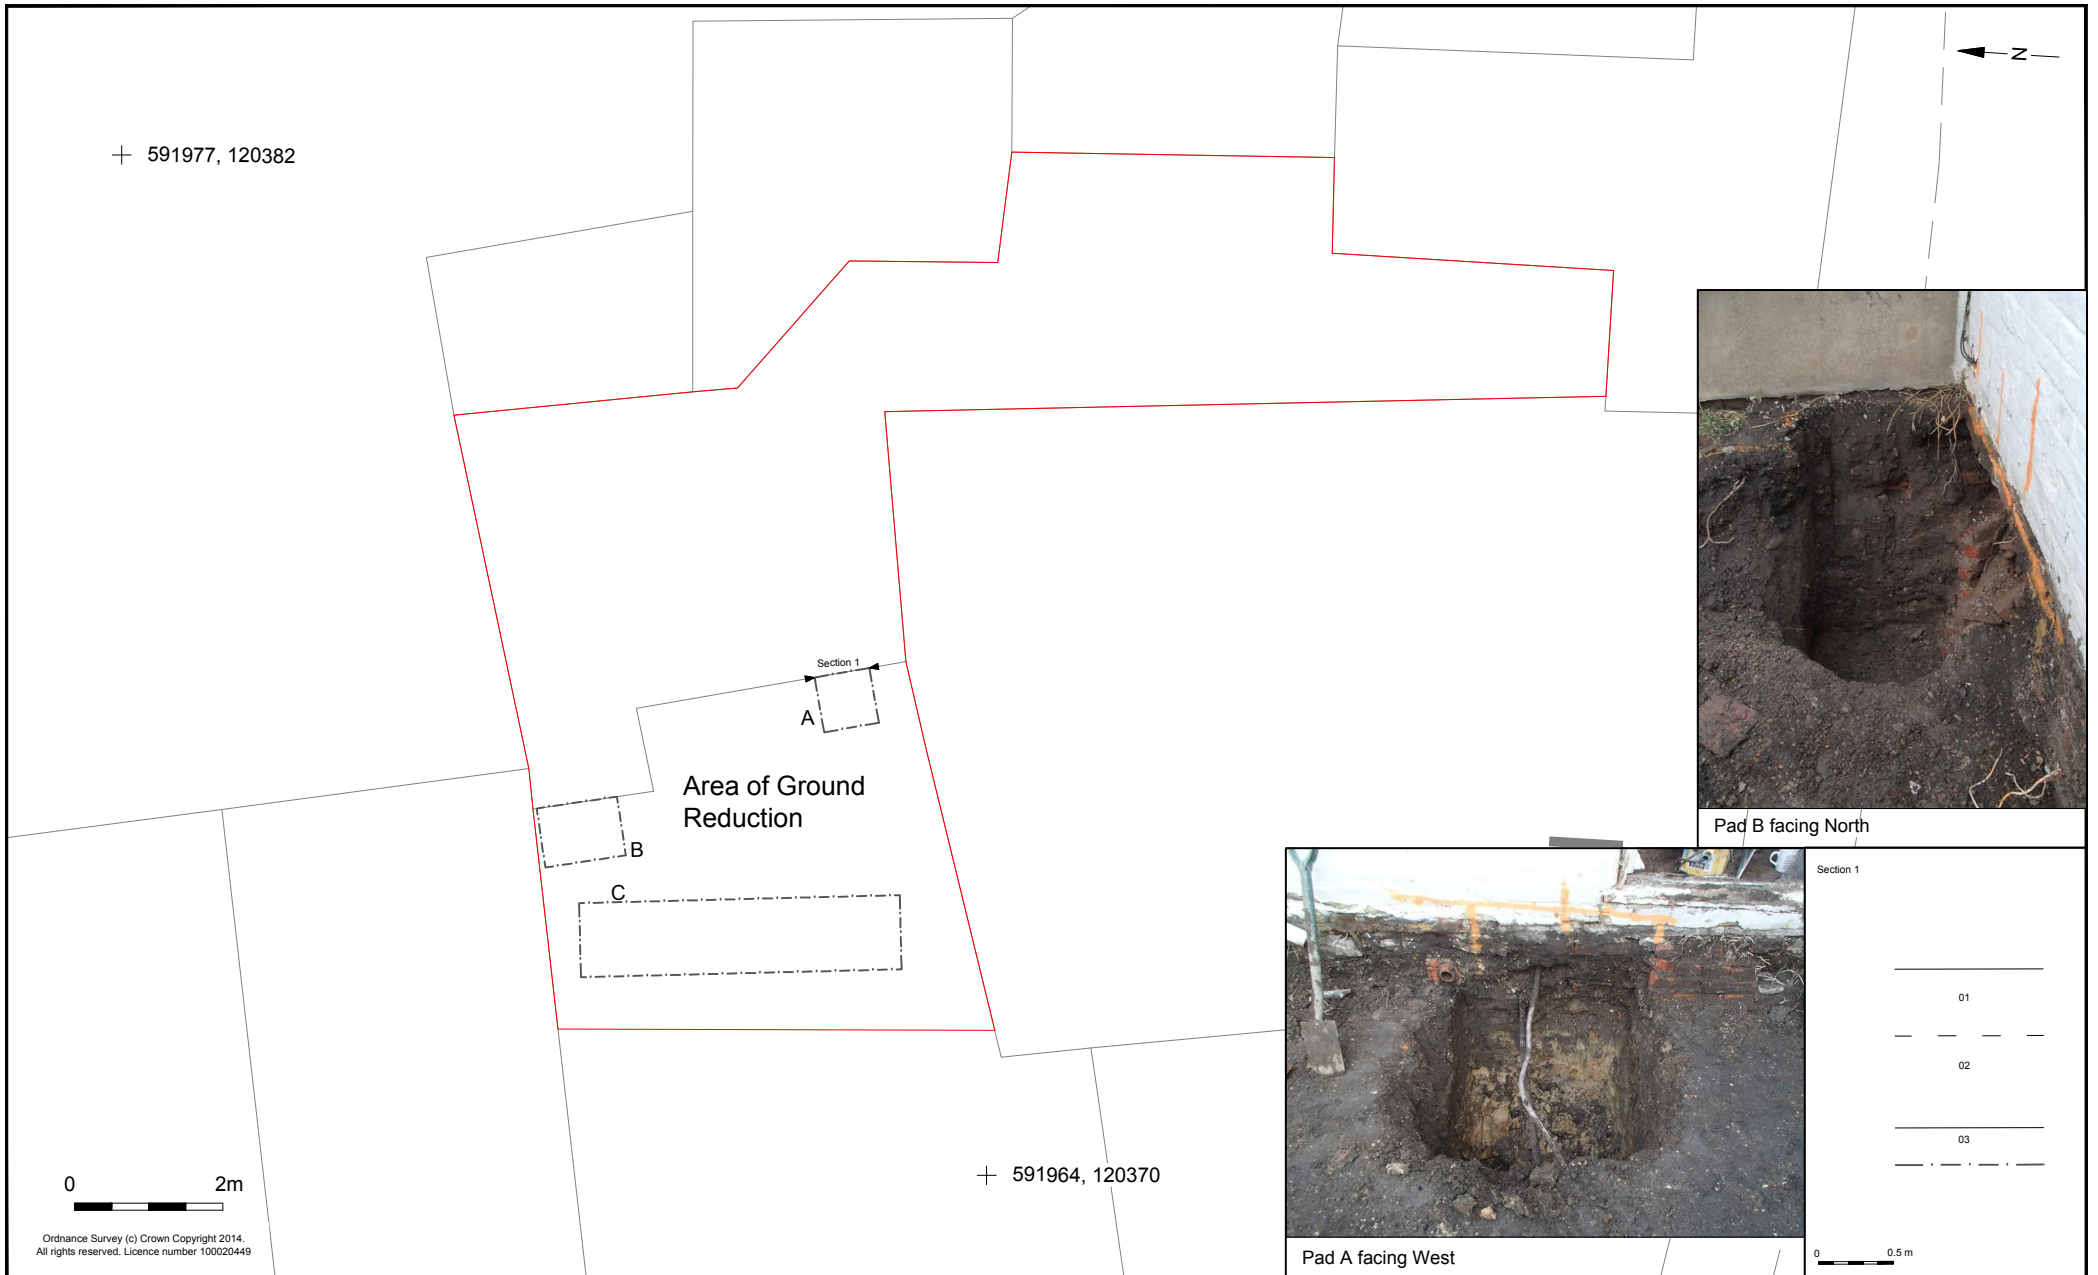 N
591977, 120382
Section 1
A
Area of Ground
Reduction
B
C
Pad B facing North
Section 1
01
02
03
0 0.5 m
Pad A facing West
591964, 120370
0 2m
Ordnance Survey (c) Crown Copyright 2014.
All rights reserved. Licence number 100020449